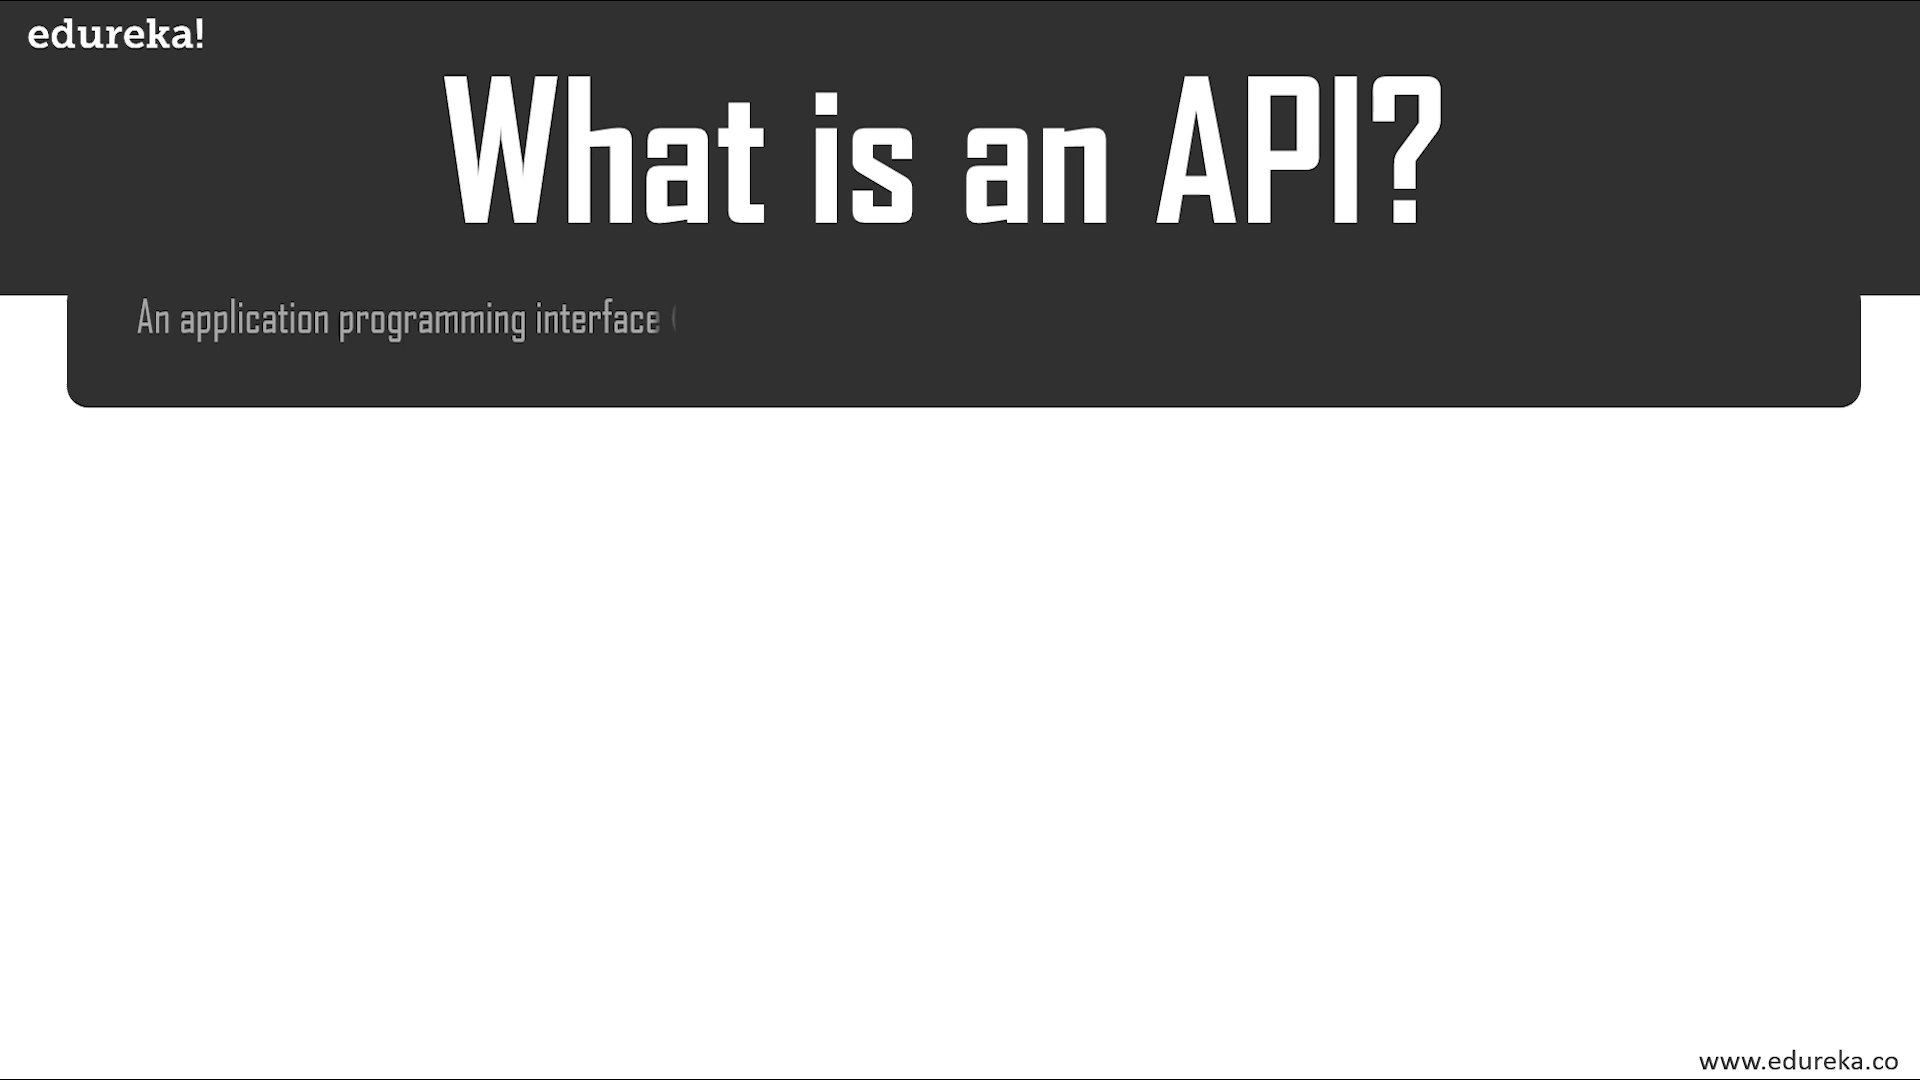 edureka!
What is an API?
An application programming interface (
www.edureka.co